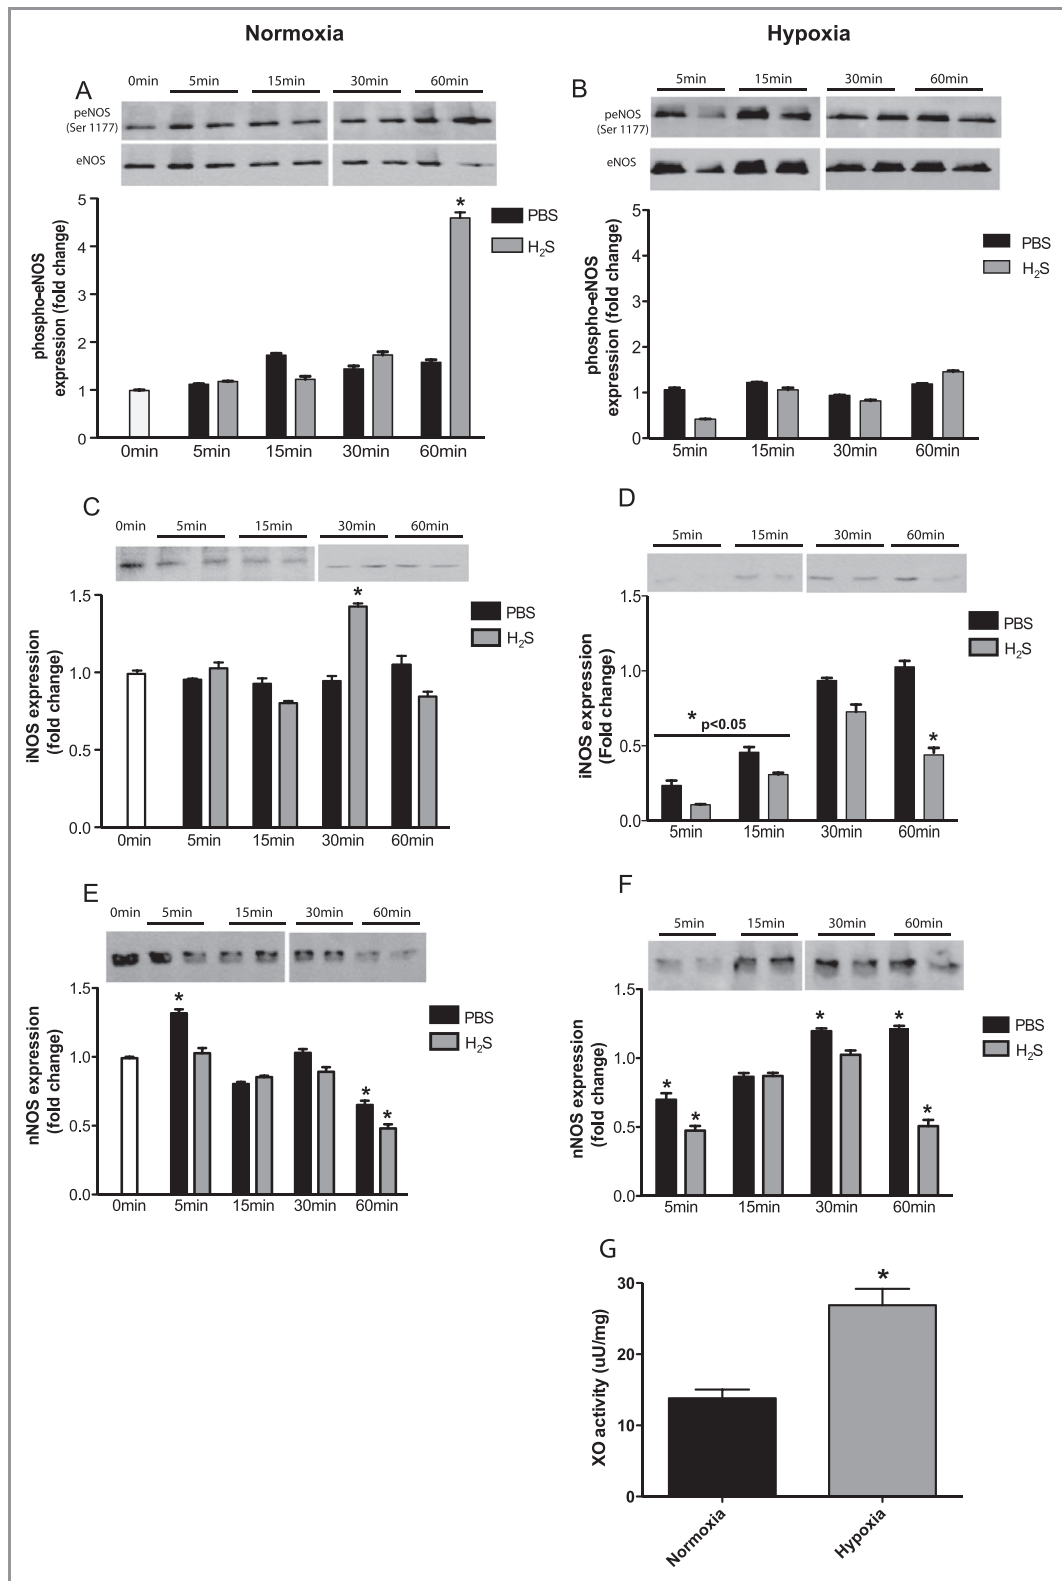 Normoxia
Hypoxia
A
0min 5min 15min 30min 60min
peNOS
(Ser 1177)
eNOS
phospho-eNOS
expression (fold change)
5
4
3
2
1
0
*
PBS
H₂S
0min 5min 15min 30min 60min
B
5min 15min 30min 60min
peNOS
(Ser 1177)
eNOS
phospho-eNOS
expression (fold change)
5
4
3
2
1
0
PBS
H₂S
5min 15min 30min 60min
C
0min 5min 15min 30min 60min
iNOS expression
(fold change)
1.5
1.0
0.5
0.0
*
PBS
H₂S
0min 5min 15min 30min 60min
D
5min 15min 30min 60min
iNOS expression
(Fold change)
1.5
1.0
0.5
0.0
* p<0.05
*
PBS
H₂S
5min 15min 30min 60min
E
0min 5min 15min 30min 60min
nNOS expression
(fold change)
1.5
1.0
0.5
0.0
*
* *
PBS
H₂S
0min 5min 15min 30min 60min
F
5min 15min 30min 60min
nNOS expression
(fold change)
1.5
1.0
0.5
0.0
* * * * *
PBS
H₂S
5min 15min 30min 60min
G
XO activity (uU/mg)
30
20
10
0
*
Normoxia
Hypoxia